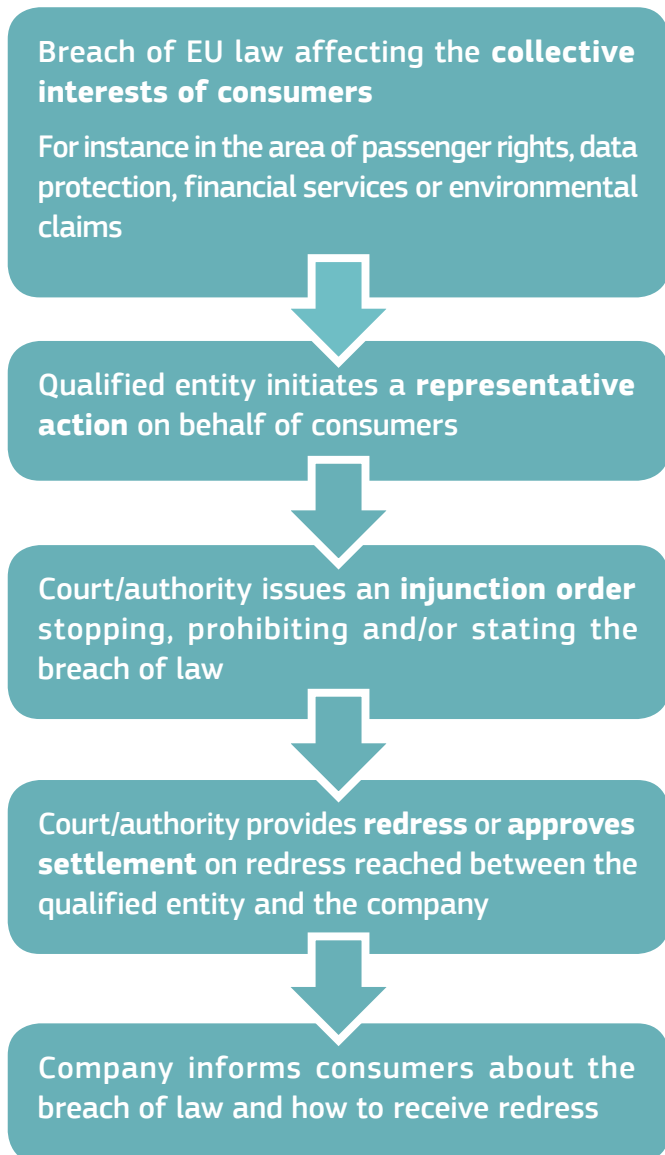 Breach of EU law affecting the collective
interests of consumers
For instance in the area of passenger rights, data
protection, financial services or environmental
claims
Qualified entity initiates a representative
action on behalf of consumers
Court/authority issues an injunction order
stopping, prohibiting and/or stating the
breach of law
Court/authority provides redress or approves
settlement on redress reached between the
qualified entity and the company
Company informs consumers about the
breach of law and how to receive redress